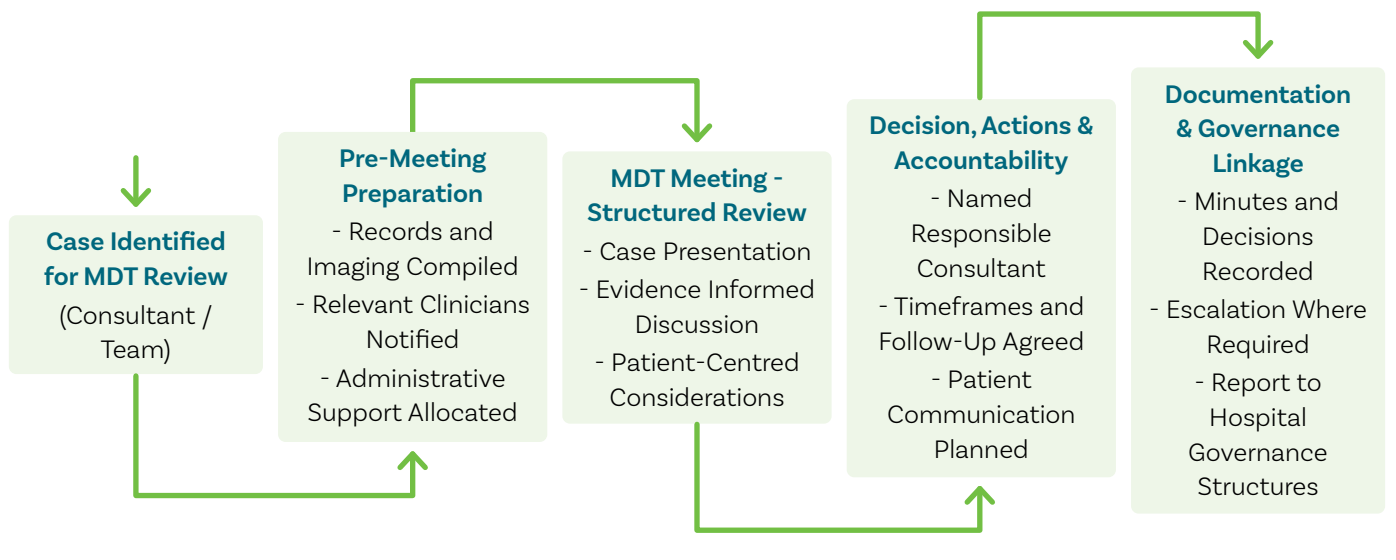 Case Identified
for MDT Review
(Consultant /
Team)
Pre-Meeting
Preparation
- Records and
Imaging Compiled
- Relevant Clinicians
Notified
- Administrative
Support Allocated
MDT Meeting -
Structured Review
- Case Presentation
- Evidence Informed
Discussion
- Patient-Centred
Considerations
Decision, Actions &
Accountability
- Named
Responsible
Consultant
- Timeframes and
Follow-Up Agreed
- Patient
Communication
Planned
Documentation
& Governance
Linkage
- Minutes and
Decisions
Recorded
- Escalation Where
Required
- Report to
Hospital
Governance
Structures